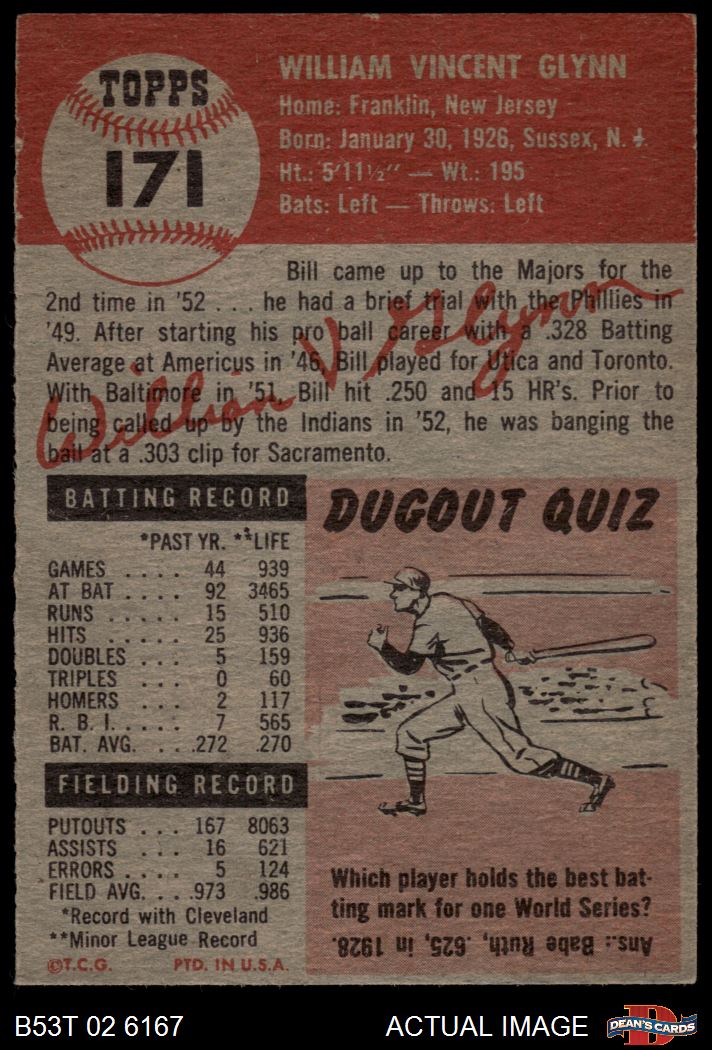 TOPPS
171
WILLIAM VINCENT GLYNN
Home: Franklin, New Jersey
Born: January 30, 1926, Sussex, N. J.
Ht.: 5'11½" — Wt.: 195
Bats: Left — Throws: Left
Bill came up to the Majors for the
2nd time in '52 . . . he had a brief trial with the Phillies in
'49. After starting his pro ball career with a .328 Batting
Average at Americus in '46, Bill played for Utica and Toronto.
With Baltimore in '51, Bill hit .250 and 15 HR's. Prior to
being called up by the Indians in '52, he was banging the
ball at a .303 clip for Sacramento.
William V Glynn
BATTING RECORD
*PAST YR. **LIFE
GAMES . . . . 44 939
AT BAT . . . . 92 3465
RUNS . . . . . 15 510
HITS . . . . . 25 936
DOUBLES . . . 5 159
TRIPLES . . . 0 60
HOMERS . . . 2 117
R. B. I. . . . . . 7 565
BAT. AVG. . . .272 .270
FIELDING RECORD
PUTOUTS . . . 167 8063
ASSISTS . . . 16 621
ERRORS . . . . 5 124
FIELD AVG. . . .973 .986
*Record with Cleveland
**Minor League Record
©T.C.G. PTD. IN U.S.A.
DUGOUT QUIZ
Which player holds the best bat-
ting mark for one World Series?
Ans.: Babe Ruth, .625, in 1928.
B53T 02 6167
ACTUAL IMAGE
D
DEAN'S CARDS